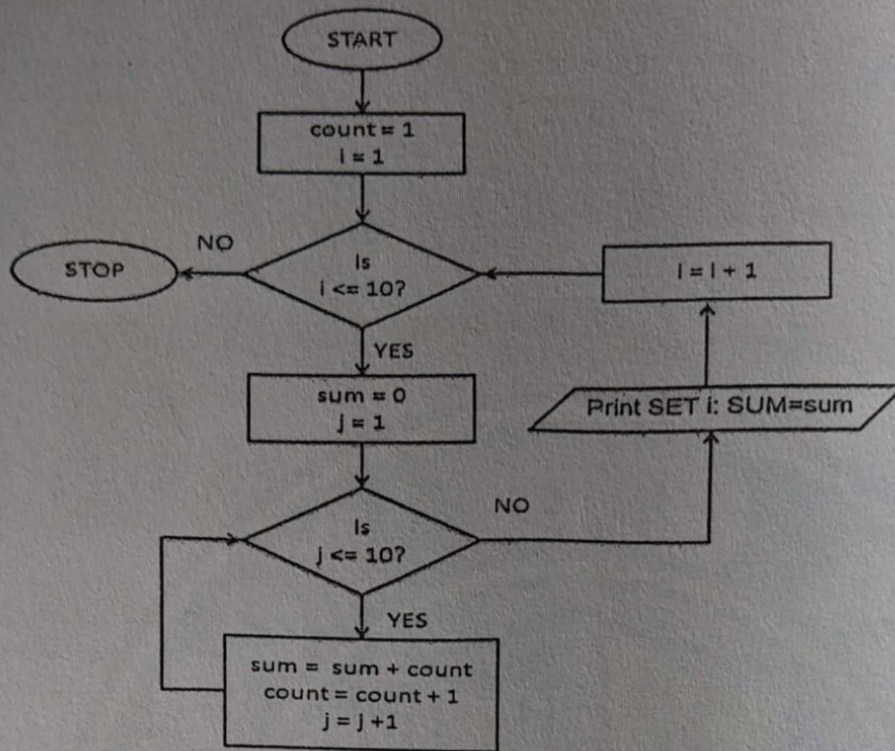 START
count = 1
i = 1
NO
STOP
Is
i <= 10?
i = i + 1
YES
sum = 0
j = 1
Print SET i: SUM=sum
NO
Is
j <= 10?
YES
sum = sum + count
count = count + 1
j = j +1